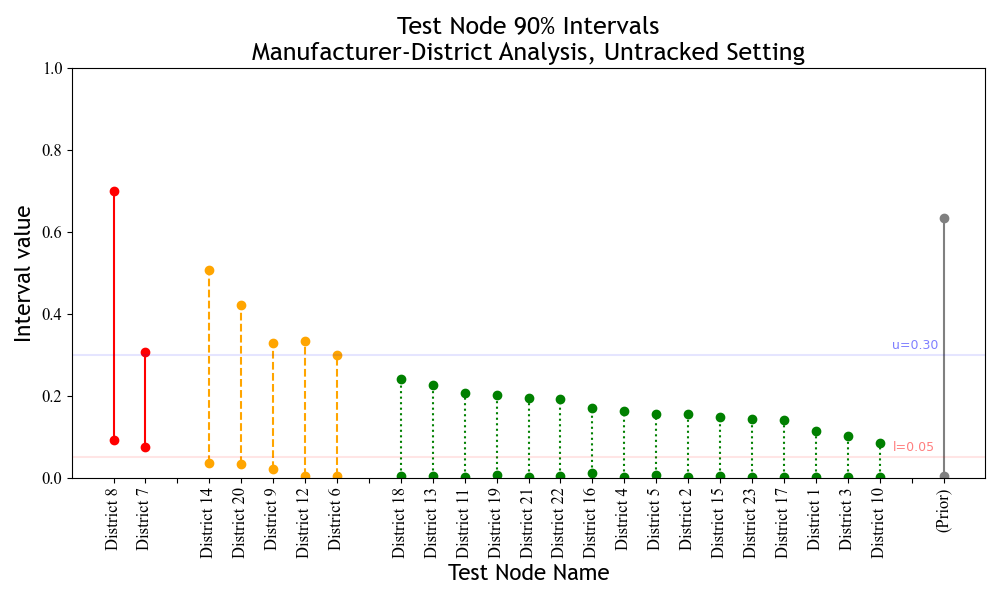 Test Node 90% Intervals
Manufacturer-District Analysis, Untracked Setting
1.0
0.8
0.6
0.4
0.2
0.0
Interval value
u=0.30
l=0.05
District 8
District 7
District 14
District 20
District 9
District 12
District 6
District 18
District 13
District 11
District 19
District 21
District 22
District 16
District 4
District 5
District 2
District 15
District 23
District 17
District 1
District 3
District 10
(Prior)
Test Node Name